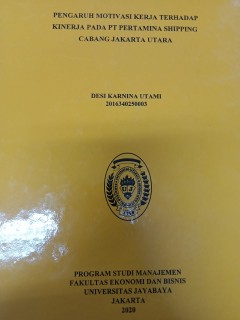 PENGARUH MOTIVASI KERJA TERHADAP
KINERJA PADA PT PERTAMINA SHIPPING
CABANG JAKARTA UTARA
DESI KARNINA UTAMI
2016340250003
PROGRAM STUDI MANAJEMEN
FAKULTAS EKONOMI DAN BISNIS
UNIVERSITAS JAYABAYA
JAKARTA
2020